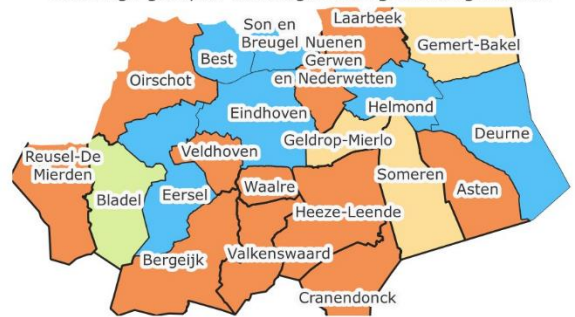 Laarbeek
Son en
Breugel
Nuenen
Gerwen
en Nederwetten
Gemert-Bakel
Best
Oirschot
Helmond
Eindhoven
Deurne
Geldrop-Mierlo
Veldhoven
Reusel-De
Mierden
Someren
Waalre
Asten
Eersel
Bladel
Heeze-Leende
Valkenswaard
Bergeijk
Cranendonck